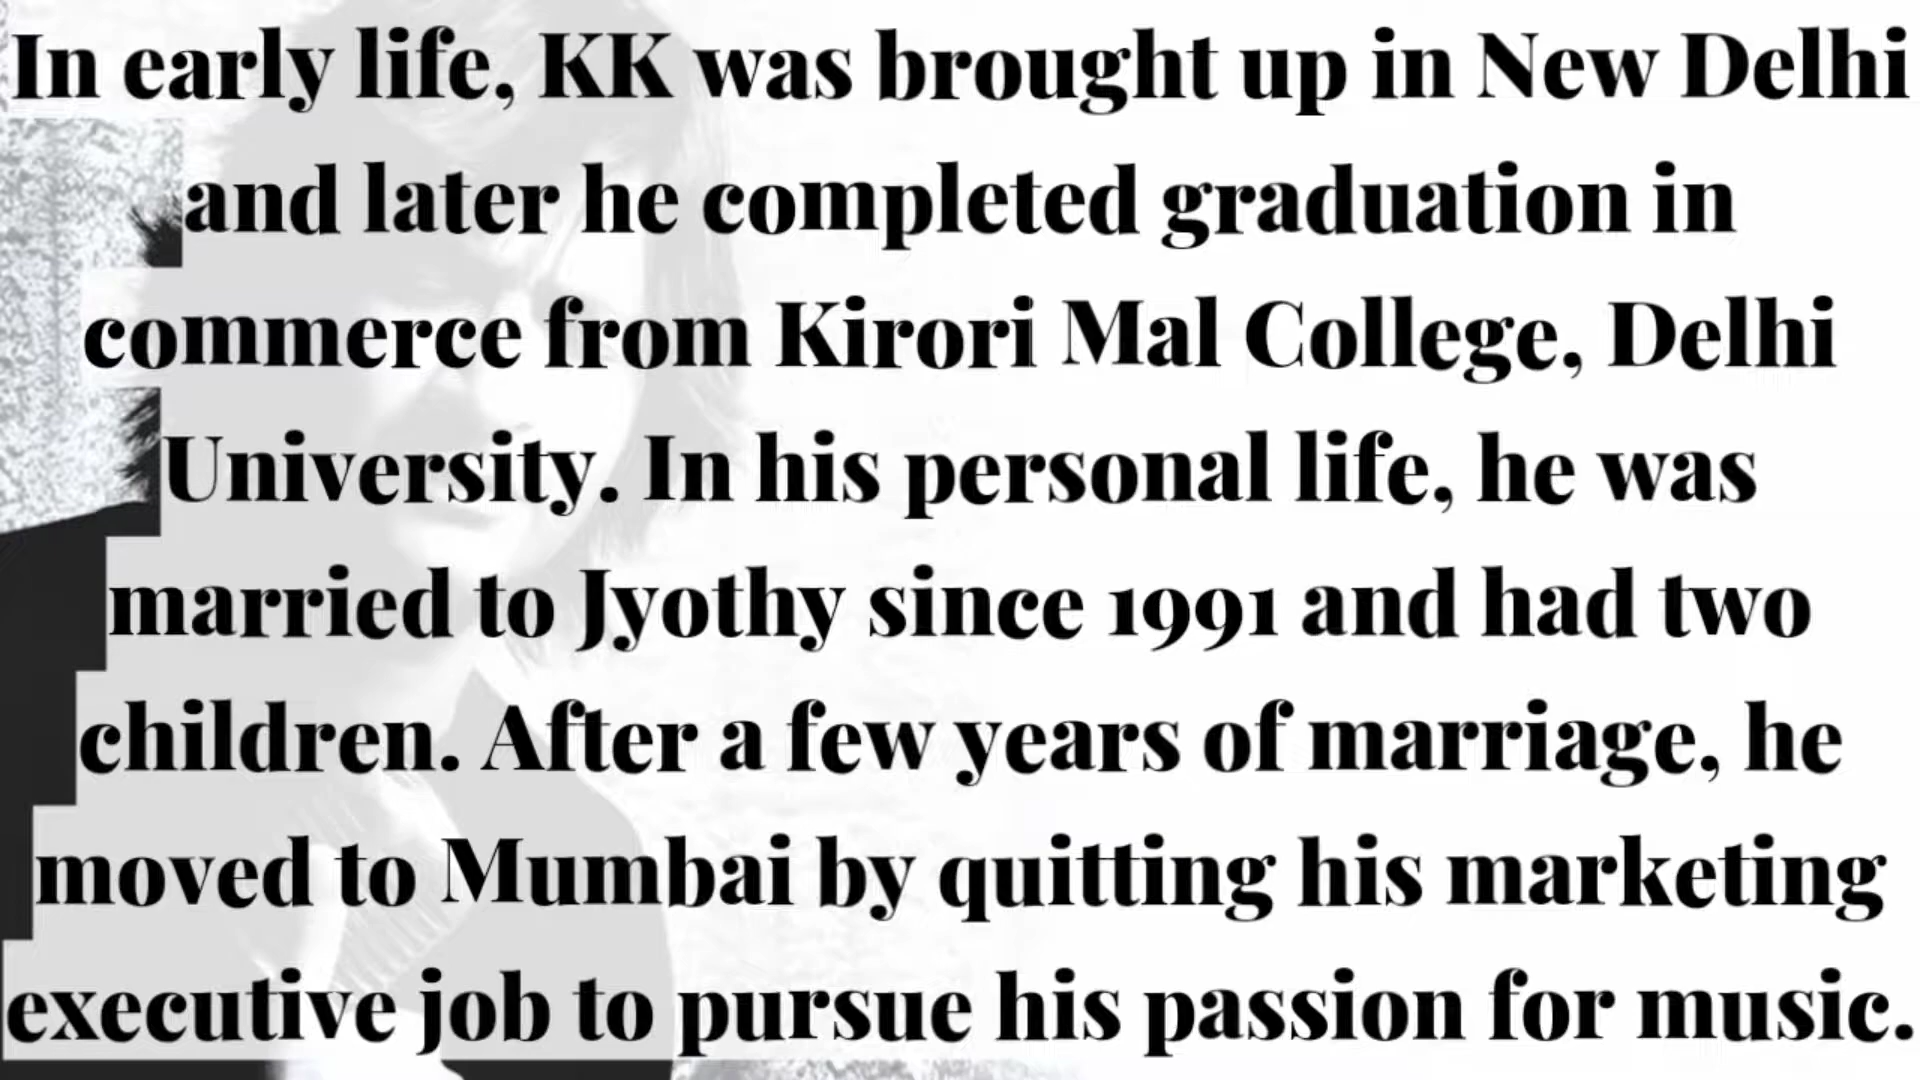 In early life, KK was brought up in New Delhi
and later he completed graduation in
commerce from Kirori Mal College, Delhi
University. In his personal life, he was
married to Jyothy since 1991 and had two
children. After a few years of marriage, he
moved to Mumbai by quitting his marketing
executive job to pursue his passion for music.